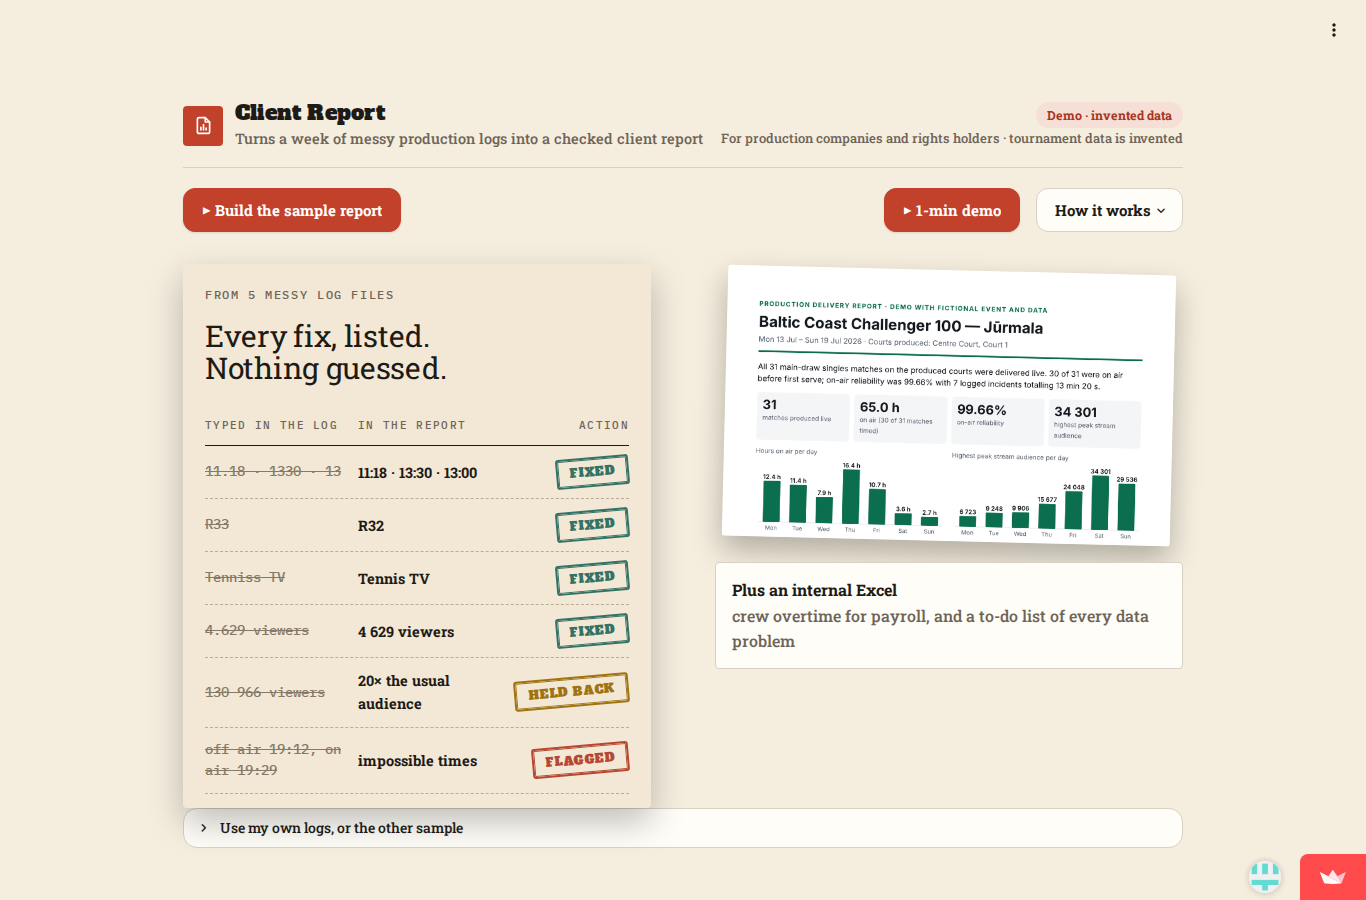 Client Report
Turns a week of messy production logs into a checked client report
Demo · invented data
For production companies and rights holders · tournament data is invented
▸ Build the sample report
▸ 1-min demo
How it works
FROM 5 MESSY LOG FILES
Every fix, listed.
Nothing guessed.
TYPED IN THE LOG IN THE REPORT ACTION
11.18 · 1330 · 13 11:18 · 13:30 · 13:00 FIXED
R33 R32 FIXED
Tenniss TV Tennis TV FIXED
4.629 viewers 4 629 viewers FIXED
130 966 viewers 20× the usual
audience HELD BACK
off air 19:12, on
air 19:29 impossible times FLAGGED
PRODUCTION DELIVERY REPORT · DEMO WITH FICTIONAL EVENT AND DATA
Baltic Coast Challenger 100 — Jūrmala
Mon 13 Jul – Sun 19 Jul 2026 · Courts produced: Centre Court, Court 1
All 31 main-draw singles matches on the produced courts were delivered live. 30 of 31 were on air
before first serve; on-air reliability was 99.66% with 7 logged incidents totalling 13 min 20 s.
31
matches produced live
65.0 h
on air (30 of 31 matches
timed)
99.66%
on-air reliability
34 301
highest peak stream
audience
Hours on air per day
12.4 h 11.4 h 7.9 h 16.4 h 10.7 h 3.6 h 2.7 h
Mon Tue Wed Thu Fri Sat Sun
Highest peak stream audience per day
6 723 9 248 9 906 15 677 24 048 34 301 29 536
Mon Tue Wed Thu Fri Sat Sun
Plus an internal Excel
crew overtime for payroll, and a to-do list of every data
problem
Use my own logs, or the other sample